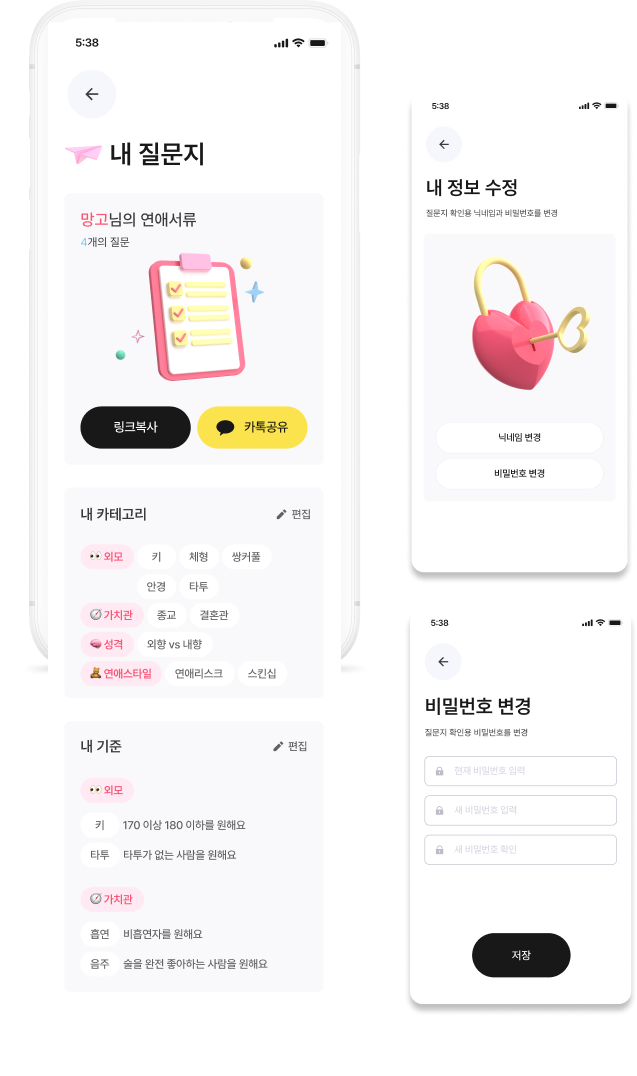 5:38
내 질문지
망고님의 연애서류
4개의 질문
링크복사
카톡공유
내 카테고리
편집
외모 키 체형 쌍커풀
안경 타투
가치관 종교 결혼관
성격 외향 vs 내향
연애스타일 연애리스크 스킨십
내 기준
편집
외모
키 170 이상 180 이하를 원해요
타투 타투가 없는 사람을 원해요
가치관
흡연 비흡연자를 원해요
음주 술을 완전 좋아하는 사람을 원해요
5:38
내 정보 수정
질문지 확인용 닉네임과 비밀번호를 변경
닉네임 변경
비밀번호 변경
5:38
비밀번호 변경
질문지 확인용 비밀번호를 변경
현재 비밀번호 입력
새 비밀번호 입력
새 비밀번호 확인
저장